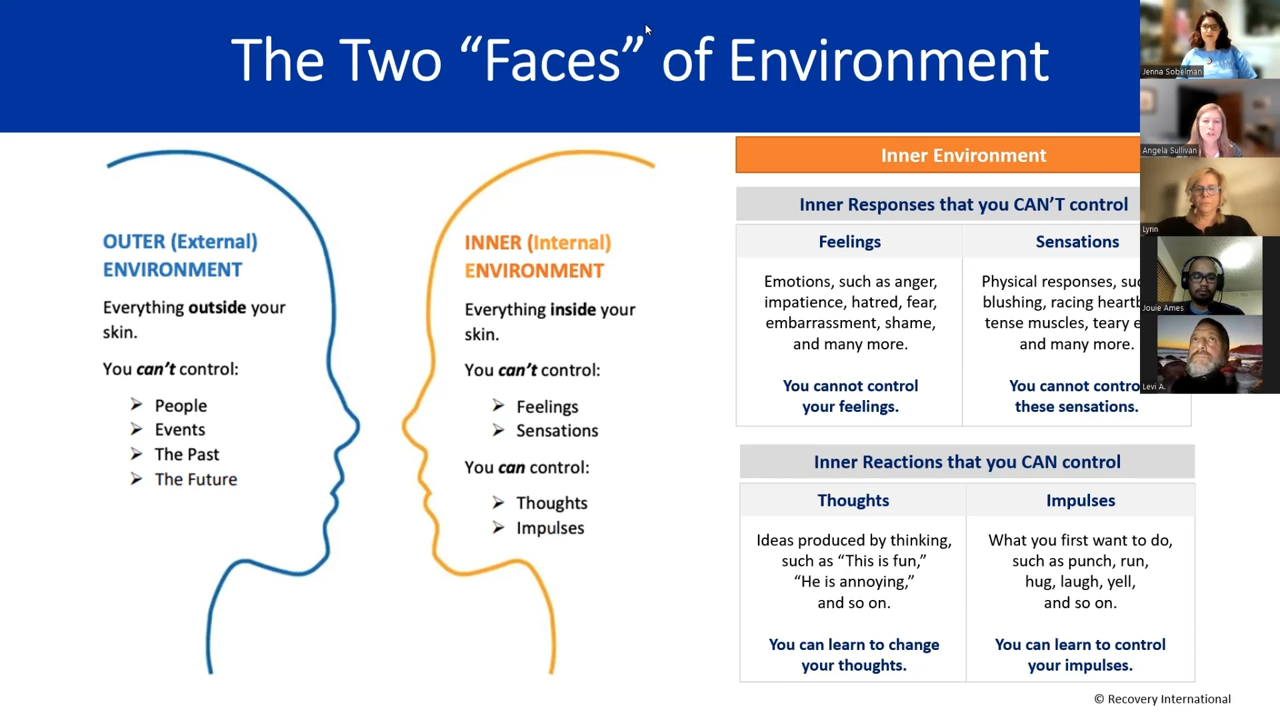 The Two “Faces” of Environment
OUTER (External)
ENVIRONMENT
Everything outside your
skin.
You can’t control:
People
Events
The Past
The Future
INNER (Internal)
ENVIRONMENT
Everything inside your
skin.
You can’t control:
Feelings
Sensations
You can control:
Thoughts
Impulses
Inner Environment
Inner Responses that you CAN’T control
Feelings
Emotions, such as anger,
impatience, hatred, fear,
embarrassment, shame,
and many more.
You cannot control
your feelings.
Sensations
Physical responses,
blushing, racing
tense muscles, teary
and many more.
You cannot
these sensations.
Inner Reactions that you CAN control
Thoughts
Ideas produced by thinking,
such as “This is fun,”
“He is annoying,”
and so on.
You can learn to change
your thoughts.
Impulses
What you first want to do,
such as punch, run,
hug, laugh, yell,
and so on.
You can learn to control
your impulses.
© Recovery International
Jenna Sobelman
Angela Sullivan
Lynn
Jouie Ames
Levi A.